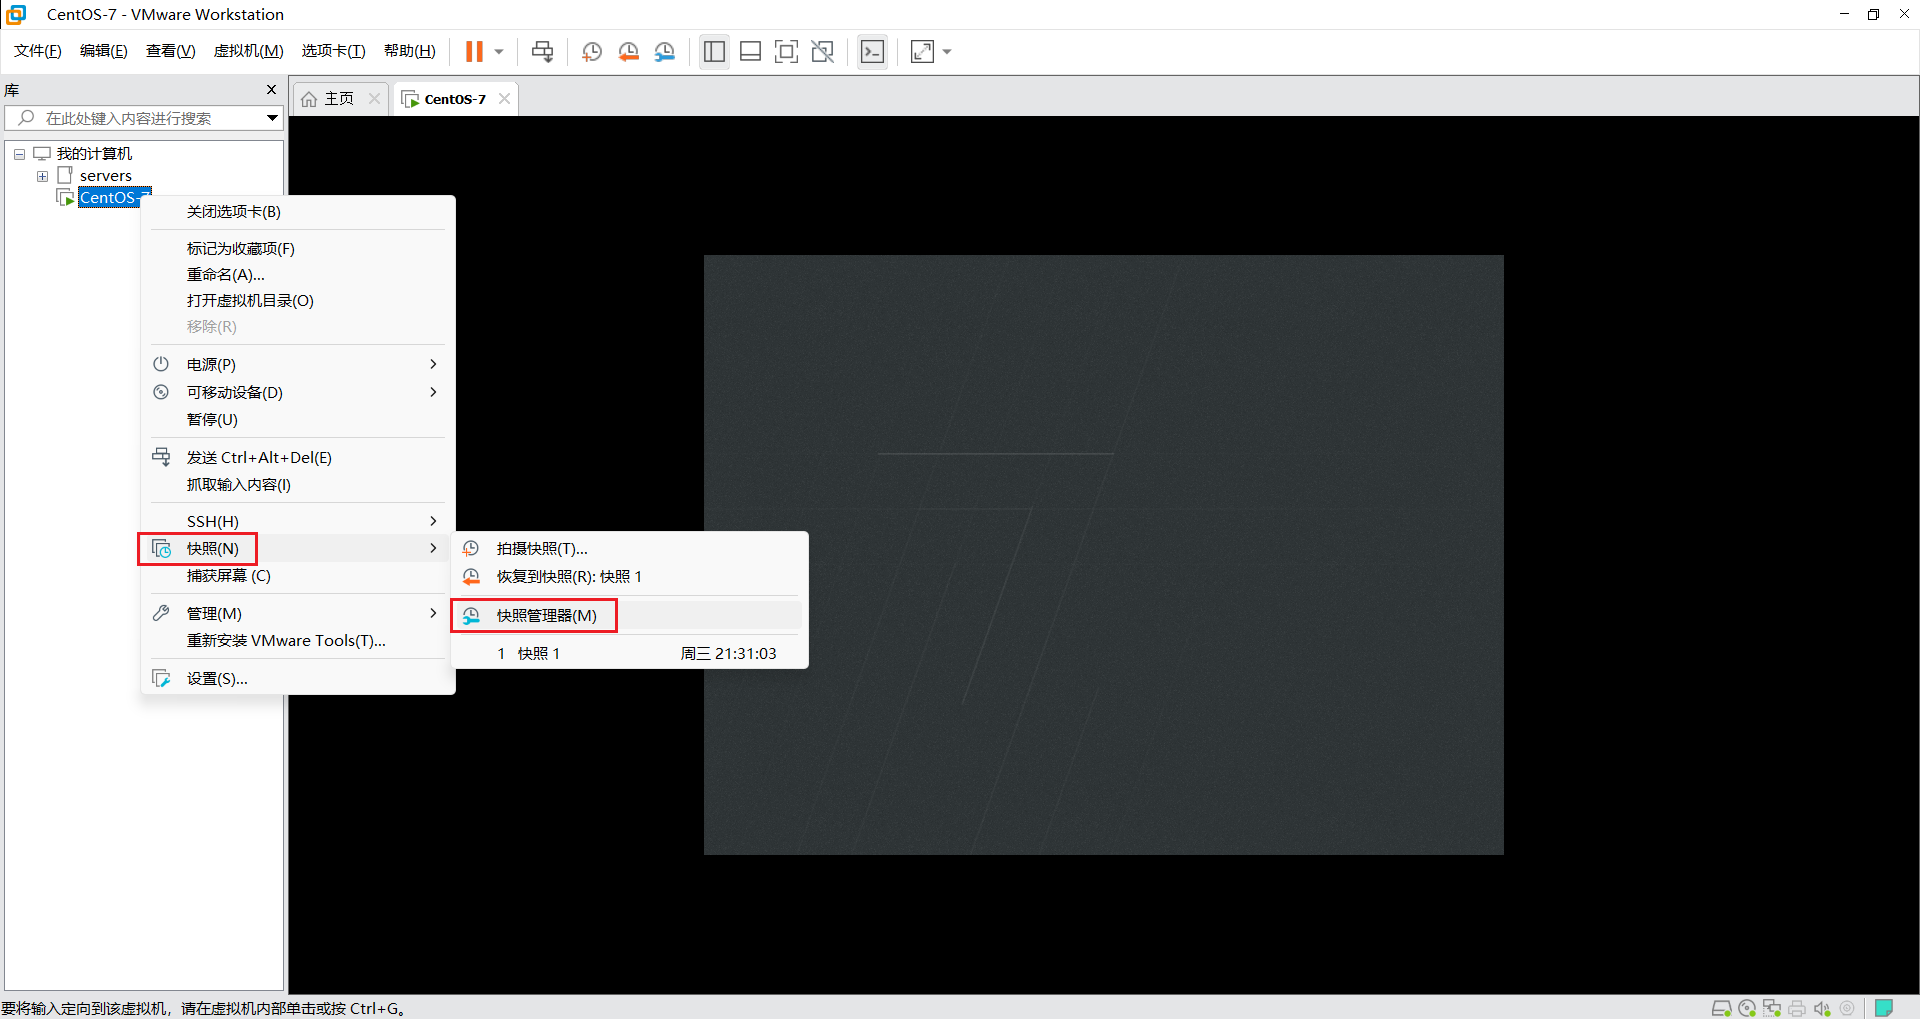 CentOS-7 - VMware Workstation
文件(F) 编辑(E) 查看(V) 虚拟机(M) 选项卡(T) 帮助(H)
库
主页
CentOS-7
在此处键入内容进行搜索
我的计算机
servers
CentOS-7
关闭选项卡(B)
标记为收藏项(F)
重命名(A)...
打开虚拟机目录(O)
移除(R)
电源(P)
可移动设备(D)
暂停(U)
发送 Ctrl+Alt+Del(E)
抓取输入内容(I)
SSH(H)
快照(N)
捕获屏幕 (C)
管理(M)
重新安装 VMware Tools(T)...
设置(S)...
拍摄快照(T)...
恢复到快照(R): 快照 1
快照管理器(M)
1 快照 1 周三 21:31:03
要将输入定向到该虚拟机，请在虚拟机内部单击或按 Ctrl+G。